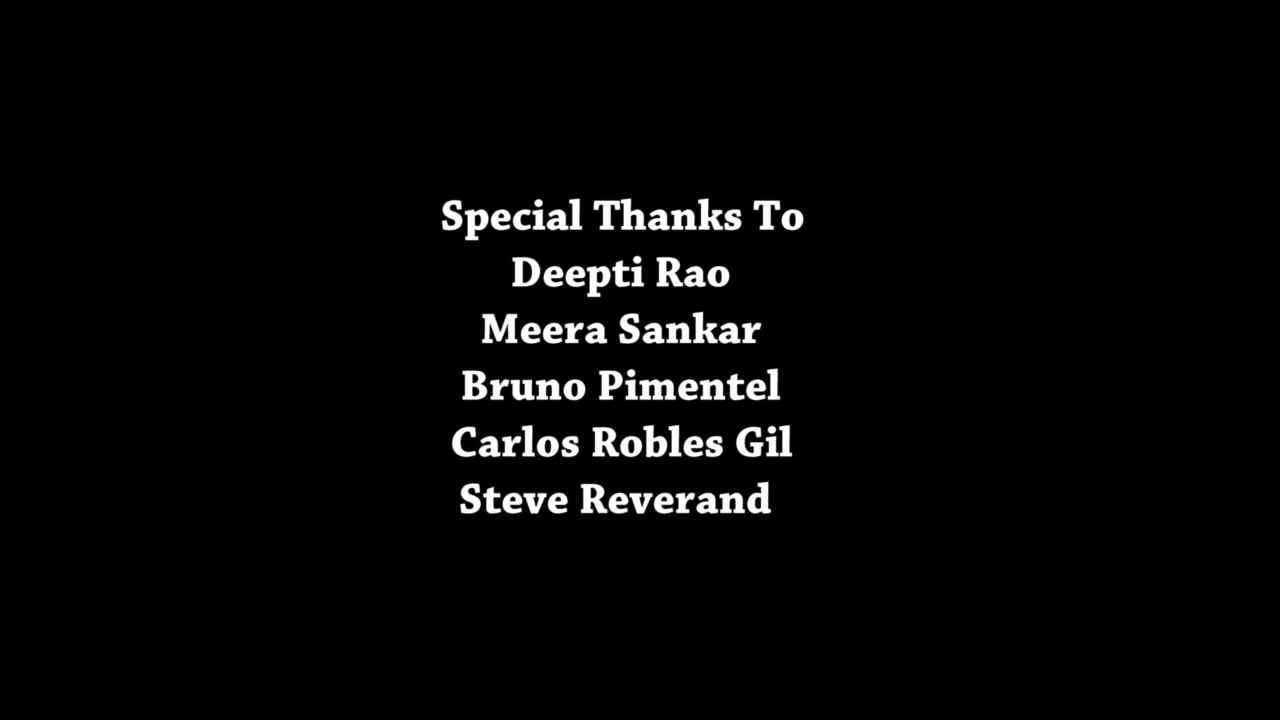 Special Thanks To
Deepti Rao
Meera Sankar
Bruno Pimentel
Carlos Robles Gil
Steve Reverand